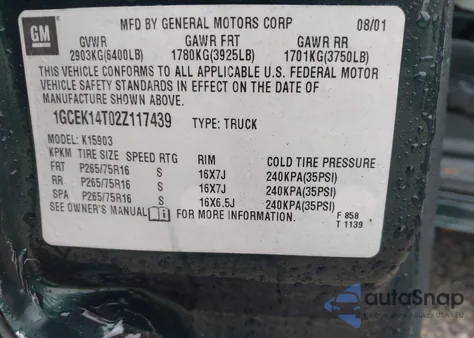 GM
MFD BY GENERAL MOTORS CORP 08/01
GVWR GAWR FRT GAWR RR
2903KG(6400LB) 1780KG(3925LB) 1701KG(3750LB)
THIS VEHICLE CONFORMS TO ALL APPLICABLE U.S. FEDERAL MOTOR
VEHICLE SAFETY STANDARDS IN EFFECT ON THE DATE OF
MANUFACTURE SHOWN ABOVE.
1GCEK14T02Z117439 TYPE: TRUCK
MODEL: K15903
KPKM TIRE SIZE SPEED RTG RIM COLD TIRE PRESSURE
FRT P265/75R16 S 16X7J 240KPA(35PSI)
RR P265/75R16 S 16X7J 240KPA(35PSI)
SPA P265/75R16 S 16X6.5J 240KPA(35PSI)
SEE OWNER'S MANUAL i FOR MORE INFORMATION.
F 858
T 1139
autoSnap